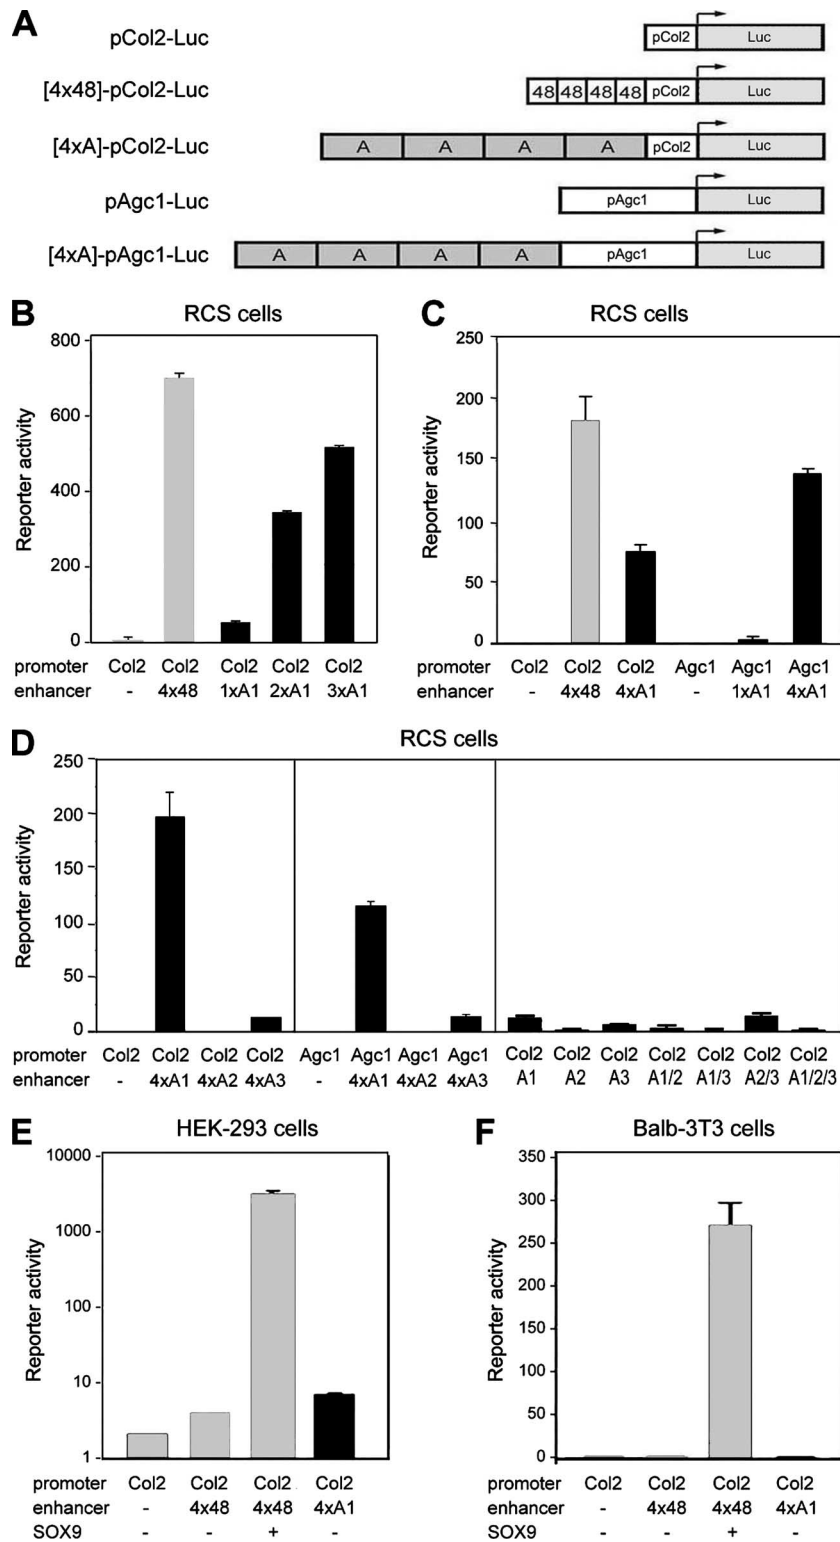 A
pCol2-Luc
pCol2 Luc
[4x48]-pCol2-Luc
48 48 48 48 pCol2 Luc
[4xA]-pCol2-Luc
A A A A pCol2 Luc
pAgc1-Luc
pAgc1 Luc
[4xA]-pAgc1-Luc
A A A A pAgc1 Luc
B
RCS cells
Reporter activity
800
600
400
200
0
promoter Col2 Col2 Col2 Col2 Col2
enhancer - 4x48 1xA1 2xA1 3xA1
C
RCS cells
Reporter activity
250
200
150
100
50
0
promoter Col2 Col2 Col2 Agc1 Agc1 Agc1
enhancer - 4x48 4xA1 - 1xA1 4xA1
D
RCS cells
Reporter activity
250
200
150
100
50
0
promoter Col2 Col2 Col2 Col2 Agc1 Agc1 Agc1 Agc1 Col2 Col2 Col2 Col2 Col2 Col2 Col2
enhancer - 4xA1 4xA2 4xA3 - 4xA1 4xA2 4xA3 A1 A2 A3 A1/2 A1/3 A2/3 A1/2/3
E
HEK-293 cells
Reporter activity
10000
1000
100
10
1
promoter Col2 Col2 Col2 Col2
enhancer - 4x48 4x48 4xA1
SOX9 - - + -
F
Balb-3T3 cells
Reporter activity
350
300
250
200
150
100
50
0
promoter Col2 Col2 Col2 Col2
enhancer - 4x48 4x48 4xA1
SOX9 - - + -